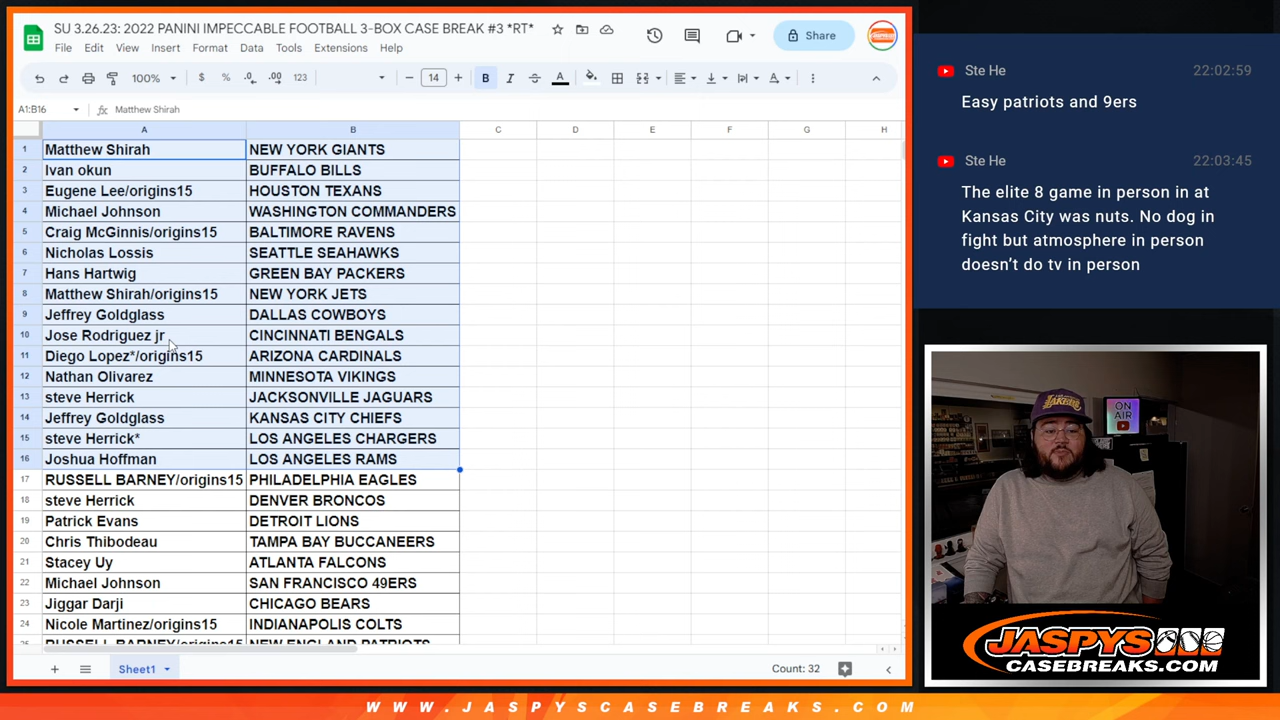 SU 3.26.23: 2022 PANINI IMPECCABLE FOOTBALL 3-BOX CASE BREAK #3 *RT*
File Edit View Insert Format Data Tools Extensions Help
Share
100% $ % .0 .00 123 14 B I S A
A1:B16 fx Matthew Shirah
A B C D E F G H
1 Matthew Shirah NEW YORK GIANTS
2 Ivan okun BUFFALO BILLS
3 Eugene Lee/origins15 HOUSTON TEXANS
4 Michael Johnson WASHINGTON COMMANDERS
5 Craig McGinnis/origins15 BALTIMORE RAVENS
6 Nicholas Lossis SEATTLE SEAHAWKS
7 Hans Hartwig GREEN BAY PACKERS
8 Matthew Shirah/origins15 NEW YORK JETS
9 Jeffrey Goldglass DALLAS COWBOYS
10 Jose Rodriguez jr CINCINNATI BENGALS
11 Diego Lopez*/origins15 ARIZONA CARDINALS
12 Nathan Olivarez MINNESOTA VIKINGS
13 steve Herrick JACKSONVILLE JAGUARS
14 Jeffrey Goldglass KANSAS CITY CHIEFS
15 steve Herrick* LOS ANGELES CHARGERS
16 Joshua Hoffman LOS ANGELES RAMS
17 RUSSELL BARNEY/origins15 PHILADELPHIA EAGLES
18 steve Herrick DENVER BRONCOS
19 Patrick Evans DETROIT LIONS
20 Chris Thibodeau TAMPA BAY BUCCANEERS
21 Stacey Uy ATLANTA FALCONS
22 Michael Johnson SAN FRANCISCO 49ERS
23 Jiggar Darji CHICAGO BEARS
24 Nicole Martinez/origins15 INDIANAPOLIS COLTS
25 RUSSELL BARNEY/origins15 NEW ENGLAND PATRIOTS
Sheet1
Count: 32
Ste He 22:02:59
Easy patriots and 9ers
Ste He 22:03:45
The elite 8 game in person in at
Kansas City was nuts. No dog in
fight but atmosphere in person
doesn't do tv in person
LAKERS
ON
AIR
JASPYS
CASEBREAKS.COM
WWW.JASPYSCASEBREAKS.COM